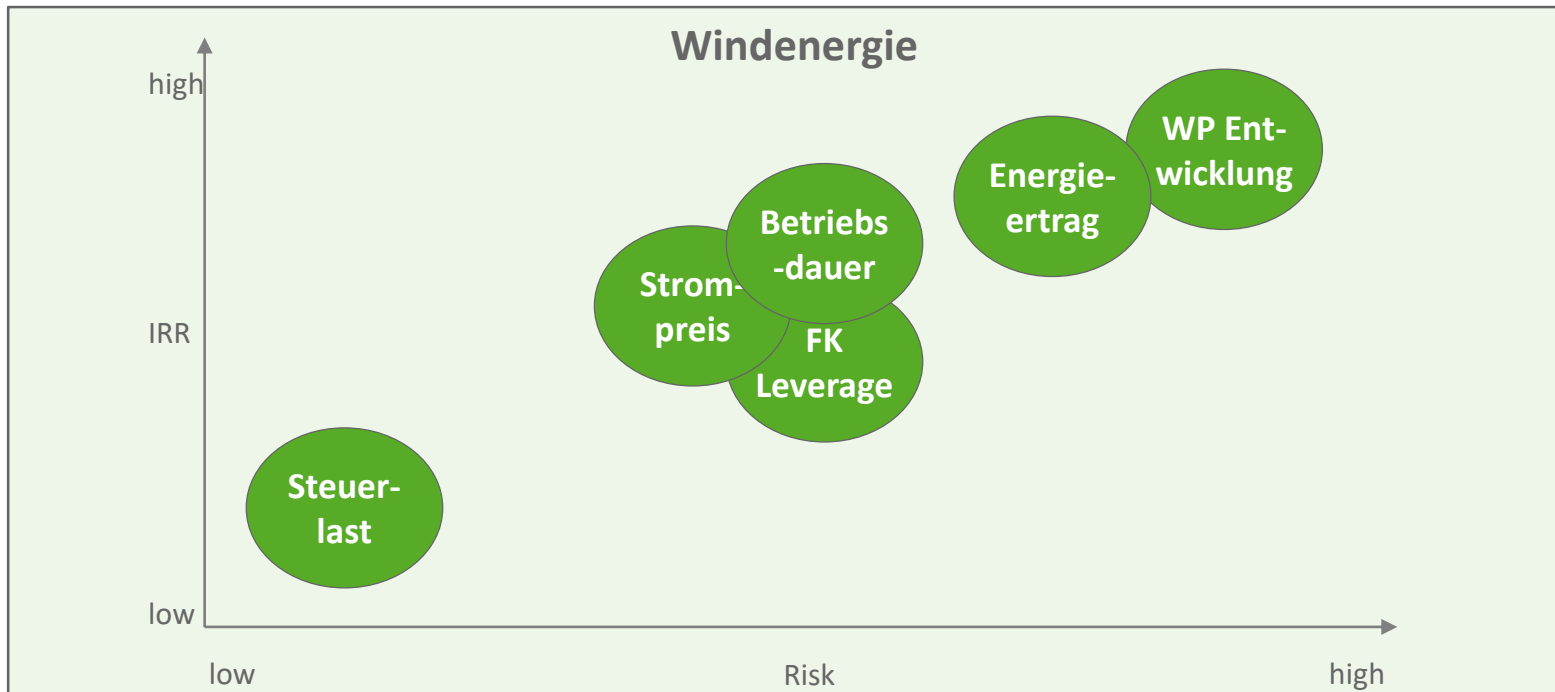 Windenergie
high
WP Ent-
wicklung
Energie-
ertrag
Betriebs
-dauer
Strom-
preis
IRR
FK
Leverage
Steuer-
last
low
low
Risk
high